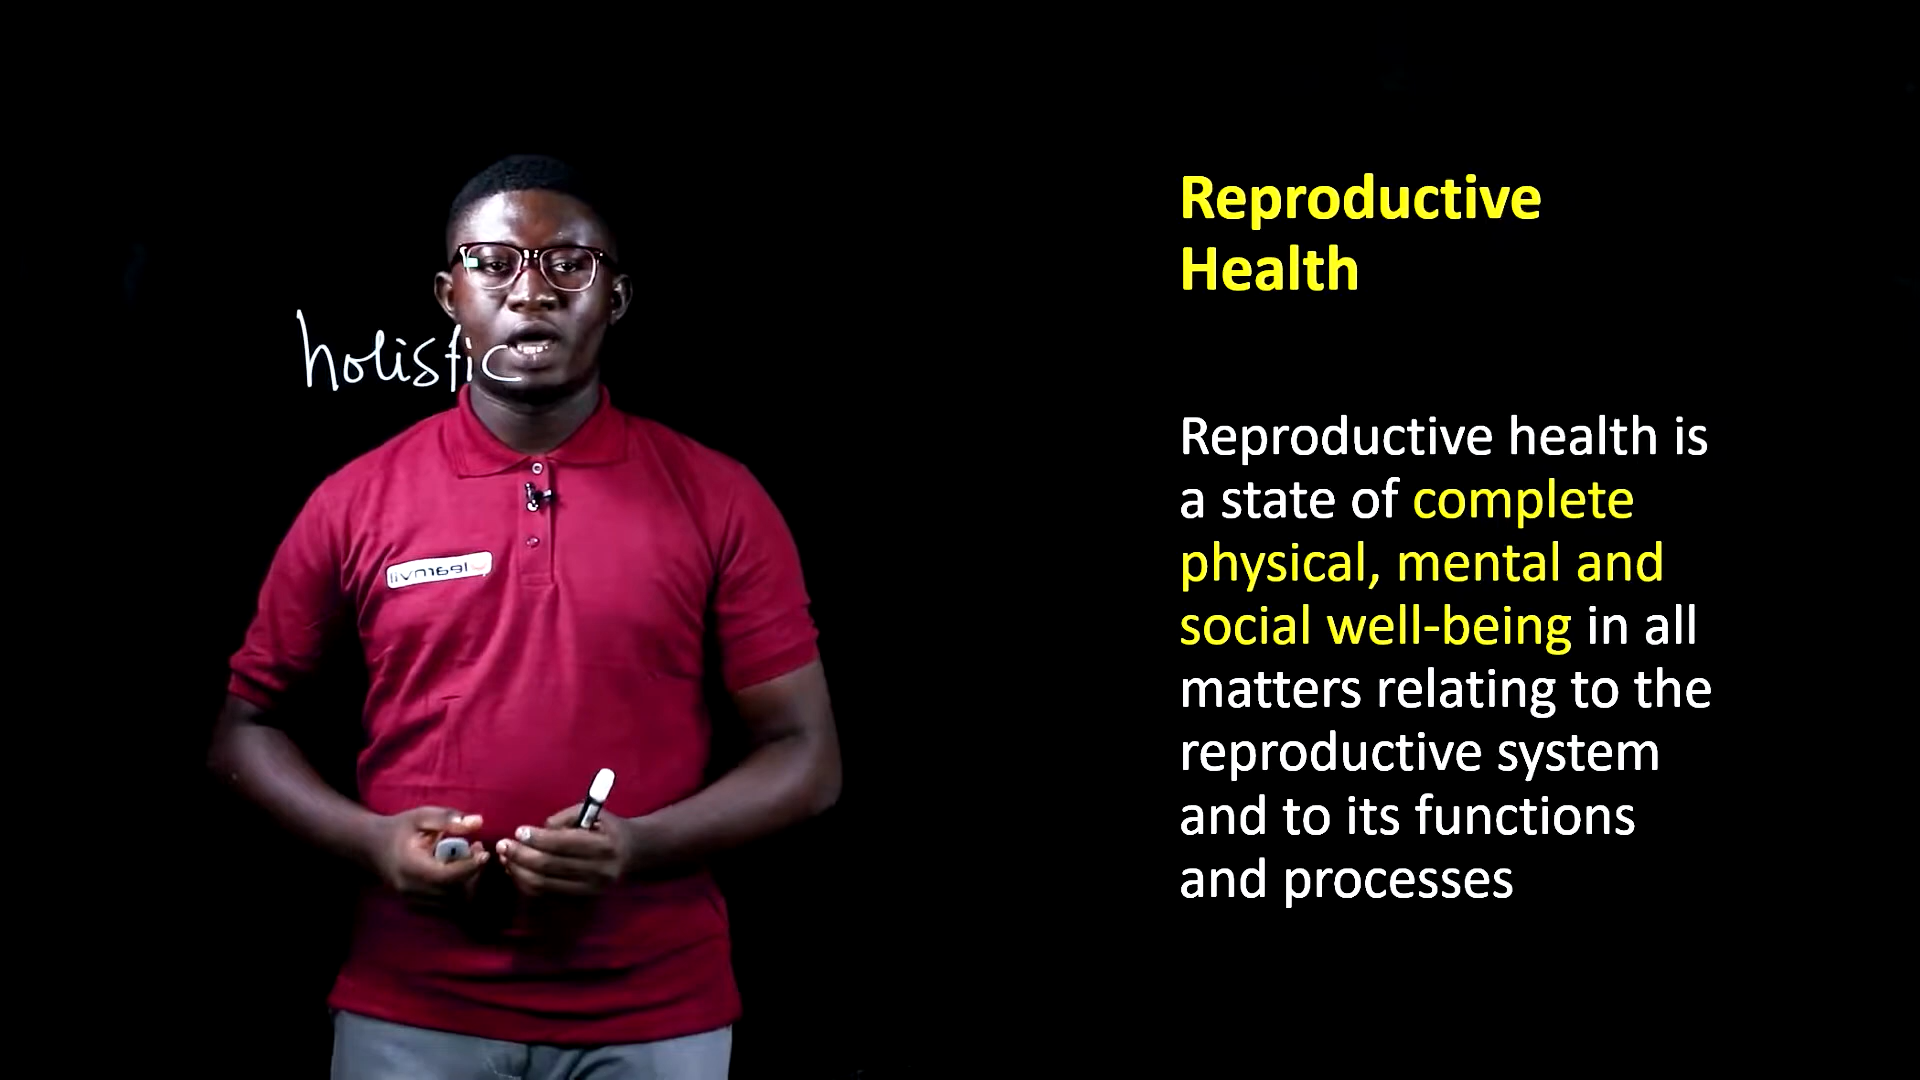 Reproductive
Health
holistic
Reproductive health is
a state of complete
physical, mental and
social well-being in all
matters relating to the
reproductive system
and to its functions
and processes